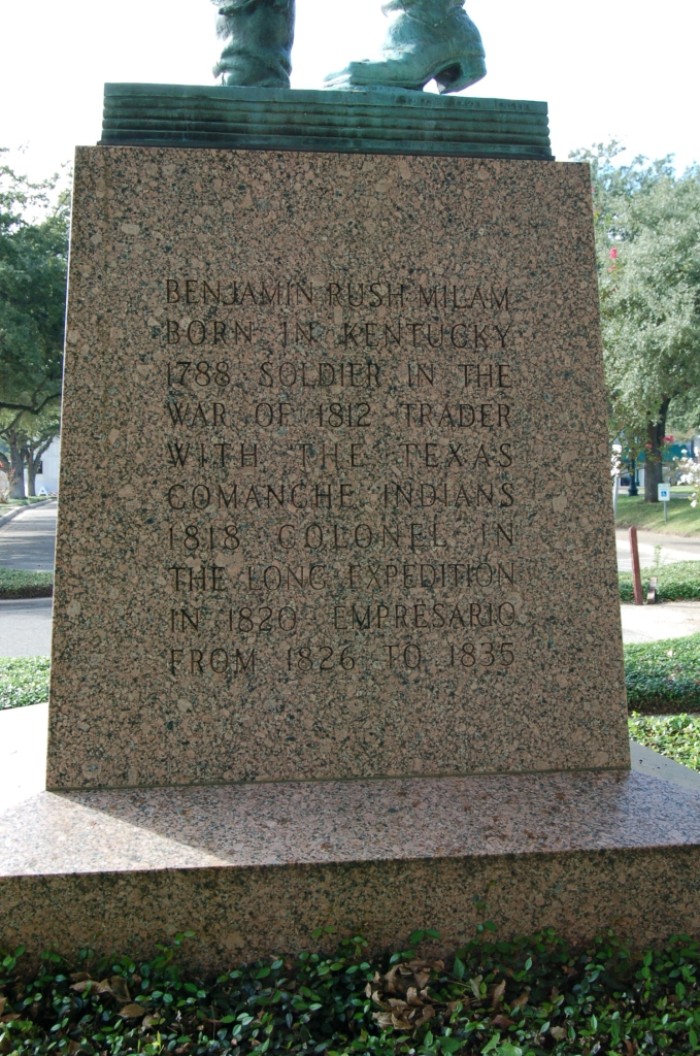 BENJAMIN RUSH MILAM
BORN IN KENTUCKY
1788 SOLDIER IN THE
WAR OF 1812 TRADER
WITH THE TEXAS
COMANCHE INDIANS
1818 COLONEL IN
THE LONG EXPEDITION
IN 1820 EMPRESARIO
FROM 1826 TO 1835